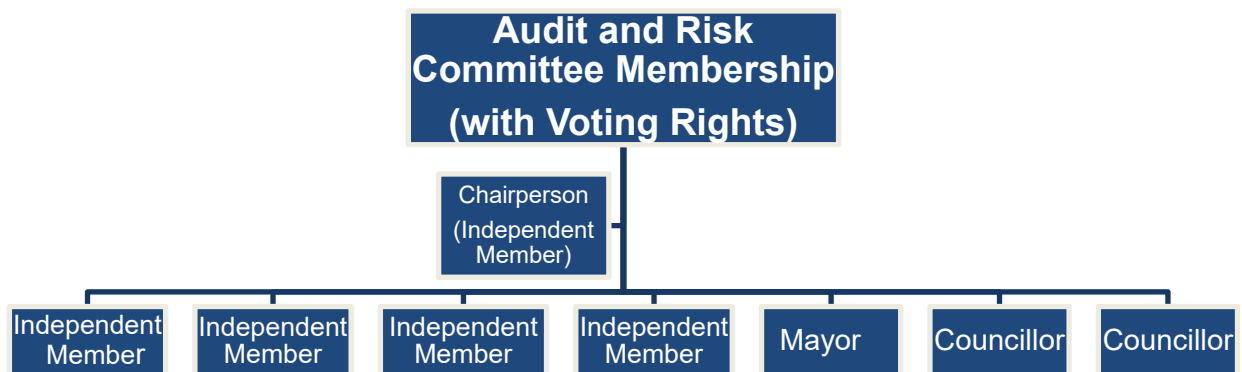 Audit and Risk
Committee Membership
(with Voting Rights)
Chairperson
(Independent
Member)
Independent
Member
Independent
Member
Independent
Member
Independent
Member
Mayor
Councillor
Councillor